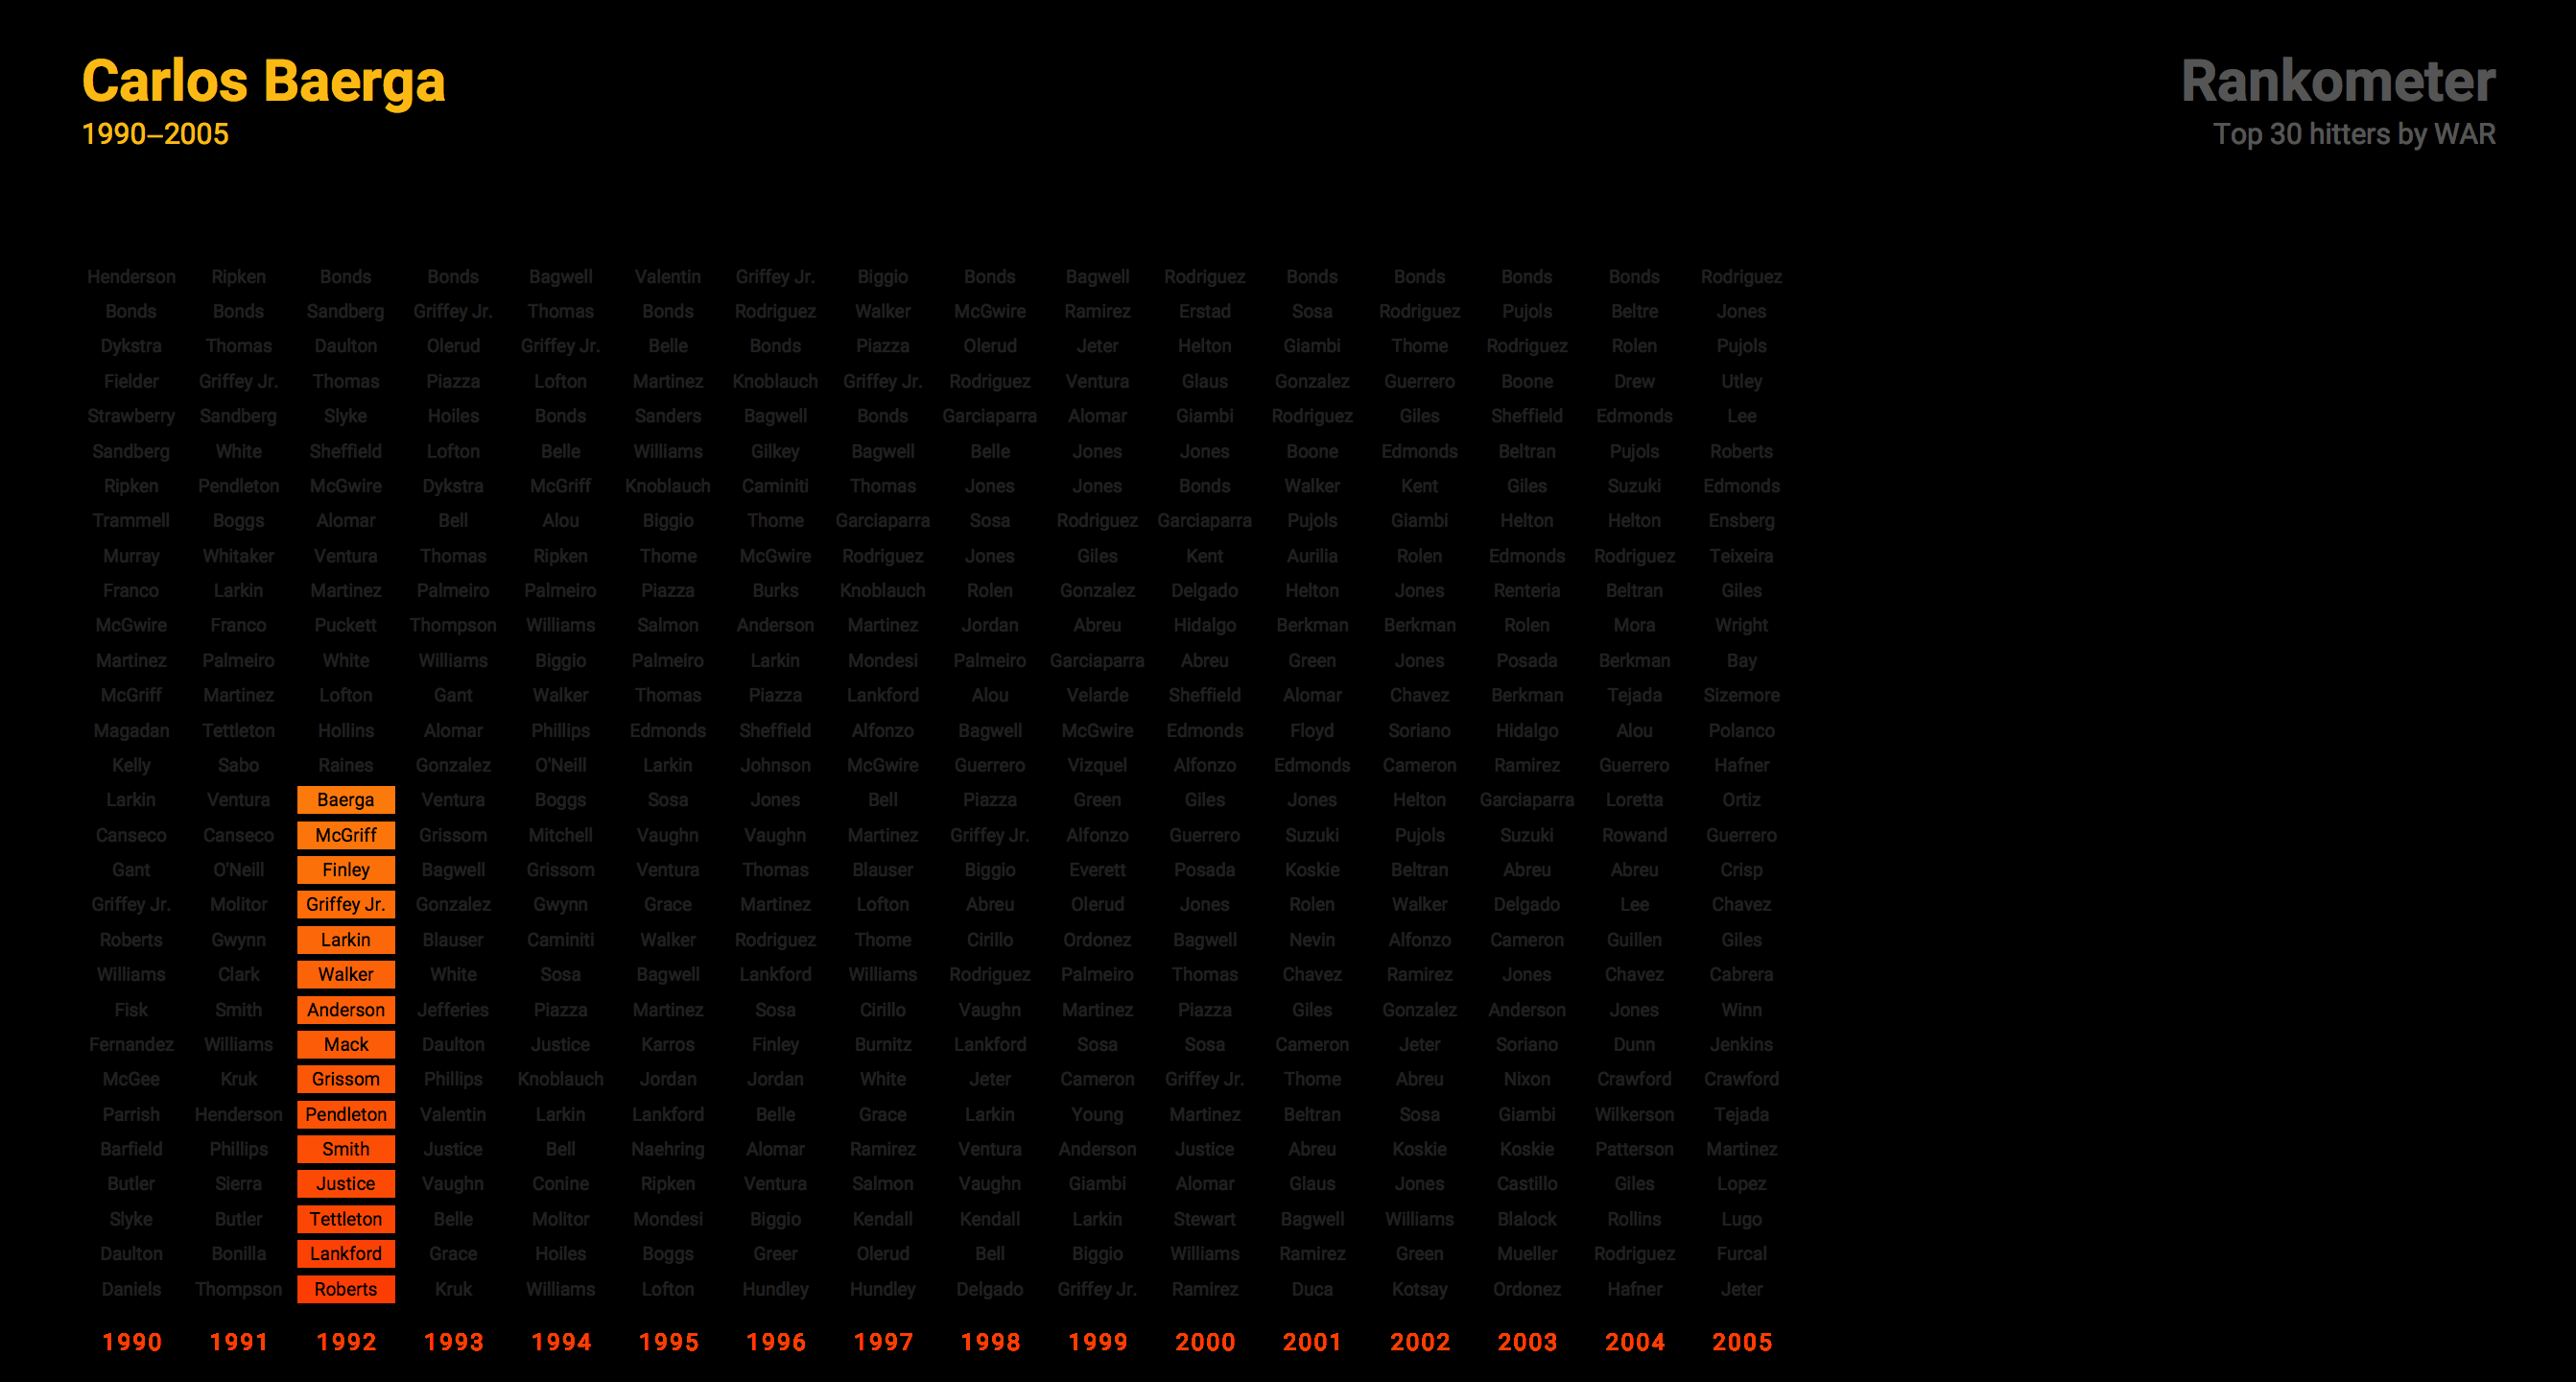 Carlos Baerga
1990–2005
Rankometer
Top 30 hitters by WAR
Henderson Ripken Bonds Bonds Bagwell Valentin Griffey Jr. Biggio Bonds Bagwell Rodriguez Bonds Bonds Bonds Bonds Rodriguez
Bonds Bonds Sandberg Griffey Jr. Thomas Bonds Rodriguez Walker McGwire Ramirez Erstad Sosa Rodriguez Pujols Beltre Jones
Dykstra Thomas Daulton Olerud Griffey Jr. Belle Bonds Piazza Olerud Jeter Helton Giambi Thome Rodriguez Rolen Pujols
Fielder Griffey Jr. Thomas Piazza Lofton Martinez Knoblauch Griffey Jr. Rodriguez Ventura Glaus Gonzalez Guerrero Boone Drew Utley
Strawberry Sandberg Slyke Hoiles Bonds Sanders Bagwell Bonds Garciaparra Alomar Giambi Rodriguez Giles Sheffield Edmonds Lee
Sandberg White Sheffield Lofton Belle Williams Gilkey Bagwell Belle Jones Jones Boone Edmonds Beltran Pujols Roberts
Ripken Pendleton McGwire Dykstra McGriff Knoblauch Caminiti Thomas Jones Jones Bonds Walker Kent Giles Suzuki Edmonds
Trammell Boggs Alomar Bell Alou Biggio Thome Garciaparra Sosa Rodriguez Garciaparra Pujols Giambi Helton Helton Ensberg
Murray Whitaker Ventura Thomas Ripken Thome McGwire Rodriguez Jones Giles Kent Aurilia Rolen Edmonds Rodriguez Teixeira
Franco Larkin Martinez Palmeiro Palmeiro Piazza Burks Knoblauch Rolen Gonzalez Delgado Helton Jones Renteria Beltran Giles
McGwire Franco Puckett Thompson Williams Salmon Anderson Martinez Jordan Abreu Hidalgo Berkman Berkman Rolen Mora Wright
Martinez Palmeiro White Williams Biggio Palmeiro Larkin Mondesi Palmeiro Garciaparra Abreu Green Jones Posada Berkman Bay
McGriff Martinez Lofton Gant Walker Thomas Piazza Lankford Alou Velarde Sheffield Alomar Chavez Berkman Tejada Sizemore
Magadan Tettleton Hollins Alomar Phillips Edmonds Sheffield Alfonzo Bagwell McGwire Edmonds Floyd Soriano Hidalgo Alou Polanco
Kelly Sabo Raines Gonzalez O'Neill Larkin Johnson McGwire Guerrero Vizquel Alfonzo Edmonds Cameron Ramirez Guerrero Hafner
Larkin Ventura Baerga Ventura Boggs Sosa Jones Bell Piazza Green Giles Jones Helton Garciaparra Loretta Ortiz
Canseco Canseco McGriff Grissom Mitchell Vaughn Vaughn Martinez Griffey Jr. Alfonzo Guerrero Suzuki Pujols Suzuki Rowand Guerrero
Gant O'Neill Finley Bagwell Grissom Ventura Thomas Blauser Biggio Everett Posada Koskie Beltran Abreu Abreu Crisp
Griffey Jr. Molitor Griffey Jr. Gonzalez Gwynn Grace Martinez Lofton Abreu Olerud Jones Rolen Walker Delgado Lee Chavez
Roberts Gwynn Larkin Blauser Caminiti Walker Rodriguez Thome Cirillo Ordonez Bagwell Nevin Alfonzo Cameron Guillen Giles
Williams Clark Walker White Sosa Bagwell Lankford Williams Rodriguez Palmeiro Thomas Chavez Ramirez Jones Chavez Cabrera
Fisk Smith Anderson Jefferies Piazza Martinez Sosa Cirillo Vaughn Martinez Piazza Giles Gonzalez Anderson Jones Winn
Fernandez Williams Mack Daulton Justice Karros Finley Burnitz Lankford Sosa Sosa Cameron Jeter Soriano Dunn Jenkins
McGee Kruk Grissom Phillips Knoblauch Jordan Jordan White Jeter Cameron Griffey Jr. Thome Abreu Nixon Crawford Crawford
Parrish Henderson Pendleton Valentin Larkin Lankford Belle Grace Larkin Young Martinez Beltran Sosa Giambi Wilkerson Tejada
Barfield Phillips Smith Justice Bell Naehring Alomar Ramirez Ventura Anderson Justice Abreu Koskie Koskie Patterson Martinez
Butler Sierra Justice Vaughn Conine Ripken Ventura Salmon Vaughn Giambi Alomar Glaus Jones Castillo Giles Lopez
Slyke Butler Tettleton Belle Molitor Mondesi Biggio Kendall Kendall Larkin Stewart Bagwell Williams Blalock Rollins Lugo
Daulton Bonilla Lankford Grace Hoiles Boggs Greer Olerud Bell Biggio Williams Ramirez Green Mueller Rodriguez Furcal
Daniels Thompson Roberts Kruk Williams Lofton Hundley Hundley Delgado Griffey Jr. Ramirez Duca Kotsay Ordonez Hafner Jeter
1990 1991 1992 1993 1994 1995 1996 1997 1998 1999 2000 2001 2002 2003 2004 2005